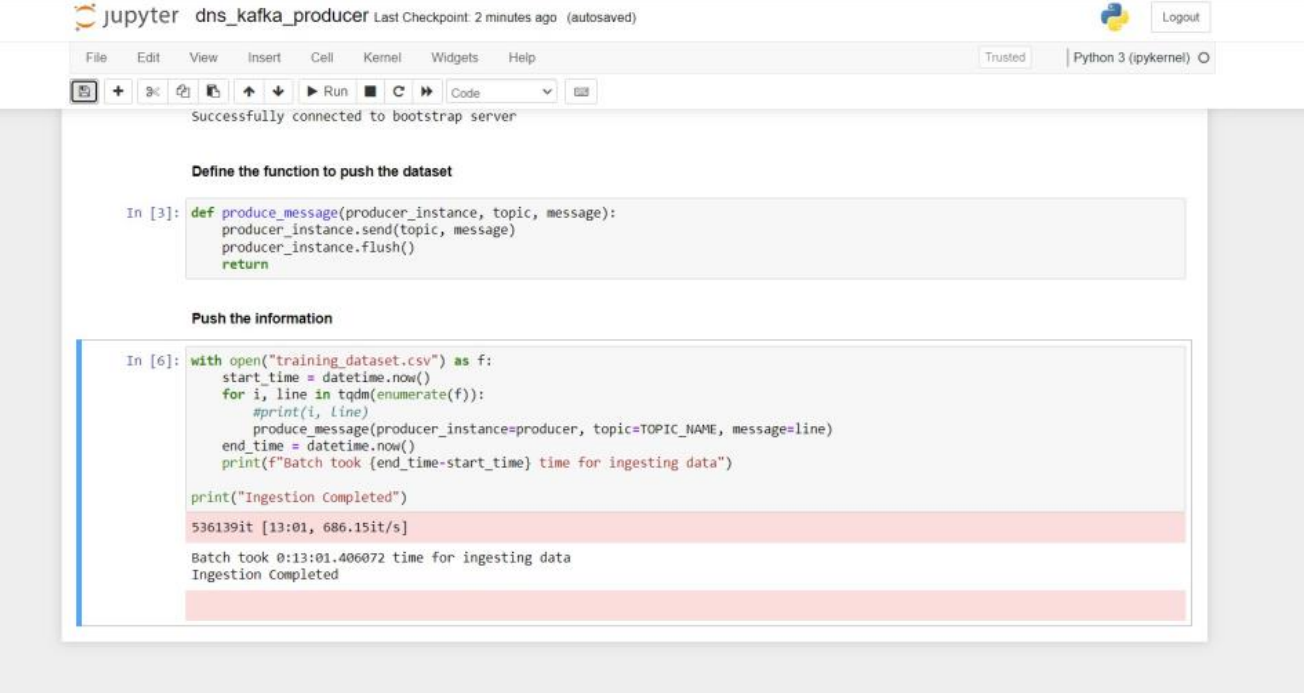 jupyter dns_kafka_producer Last Checkpoint: 2 minutes ago (autosaved)
Logout
File Edit View Insert Cell Kernel Widgets Help
Trusted
Python 3 (ipykernel)
Run
Code
Successfully connected to bootstrap server
Define the function to push the dataset
In [3]: def produce_message(producer_instance, topic, message):
    producer_instance.send(topic, message)
    producer_instance.flush()
    return
Push the information
In [6]: with open("training_dataset.csv") as f:
    start_time = datetime.now()
    for i, line in tqdm(enumerate(f)):
        #print(i, line)
        produce_message(producer_instance=producer, topic=TOPIC_NAME, message=line)
    end_time = datetime.now()
    print(f"Batch took {end_time-start_time} time for ingesting data")
print("Ingestion Completed")
536139it [13:01, 686.15it/s]
Batch took 0:13:01.406072 time for ingesting data
Ingestion Completed